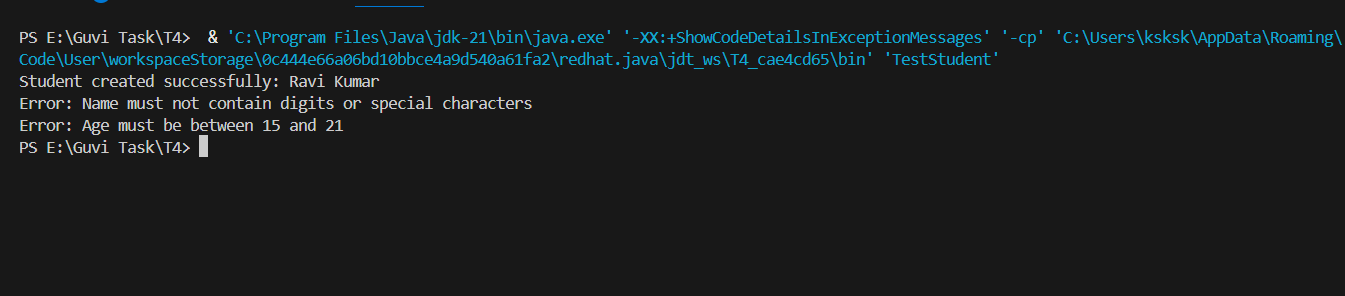 PS E:\Guvi Task\T4>  & 'C:\Program Files\Java\jdk-21\bin\java.exe' '-XX:+ShowCodeDetailsInExceptionMessages' '-cp' 'C:\Users\ksksk\AppData\Roaming\
Code\User\workspaceStorage\0c444e66a06bd10bbce4a9d540a61fa2\redhat.java\jdt_ws\T4_cae4cd65\bin' 'TestStudent'
Student created successfully: Ravi Kumar
Error: Name must not contain digits or special characters
Error: Age must be between 15 and 21
PS E:\Guvi Task\T4>